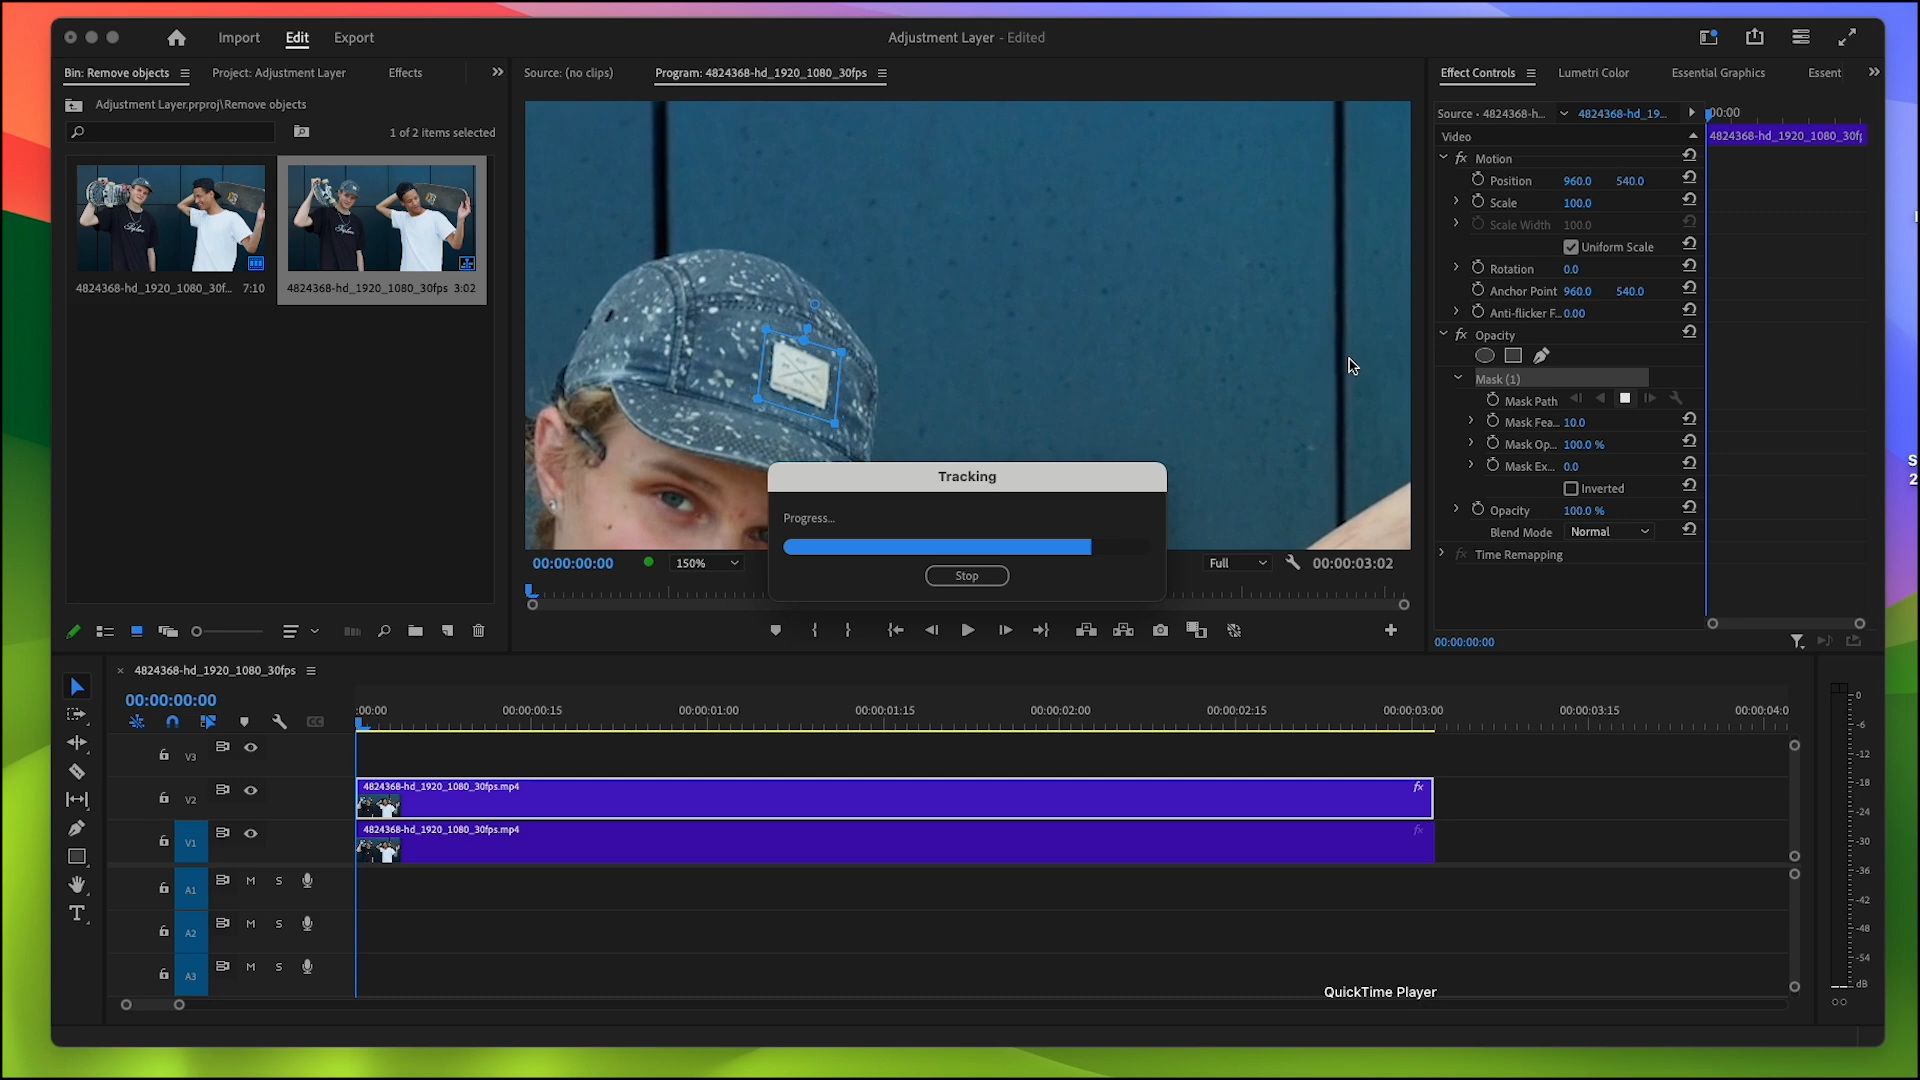 Import Edit Export
Adjustment Layer - Edited
Bin: Remove objects
Project: Adjustment Layer
Effects
Adjustment Layer.prproj\Remove objects
1 of 2 items selected
4824368-hd_1920_1080_30f... 7:10
4824368-hd_1920_1080_30fps 3:02
Source: (no clips)
Program: 4824368-hd_1920_1080_30fps
Tracking
Progress...
Stop
00:00:00:00
150%
Full
00:00:03:02
Effect Controls
Lumetri Color
Essential Graphics
Essent
Source • 4824368-h...
4824368-hd_19...
00:00
4824368-hd_1920_1080_30f
Video
fx Motion
Position 960.0 540.0
Scale 100.0
Scale Width 100.0
Uniform Scale
Rotation 0.0
Anchor Point 960.0 540.0
Anti-flicker F... 0.00
fx Opacity
Mask (1)
Mask Path
Mask Fea... 10.0
Mask Op... 100.0 %
Mask Ex... 0.0
Inverted
Opacity 100.0 %
Blend Mode Normal
fx Time Remapping
00:00:00:00
S
2
4824368-hd_1920_1080_30fps
00:00:00:00
:00:00 00:00:00:15 00:00:01:00 00:00:01:15 00:00:02:00 00:00:02:15 00:00:03:00 00:00:03:15 00:00:04:0
CC
V3
V2
4824368-hd_1920_1080_30fps.mp4 fx
V1
4824368-hd_1920_1080_30fps.mp4 fx
A1 M S
A2 M S
A3 M S
T
QuickTime Player
0
-6
-12
-18
-24
-30
-36
-42
-48
-54
dB